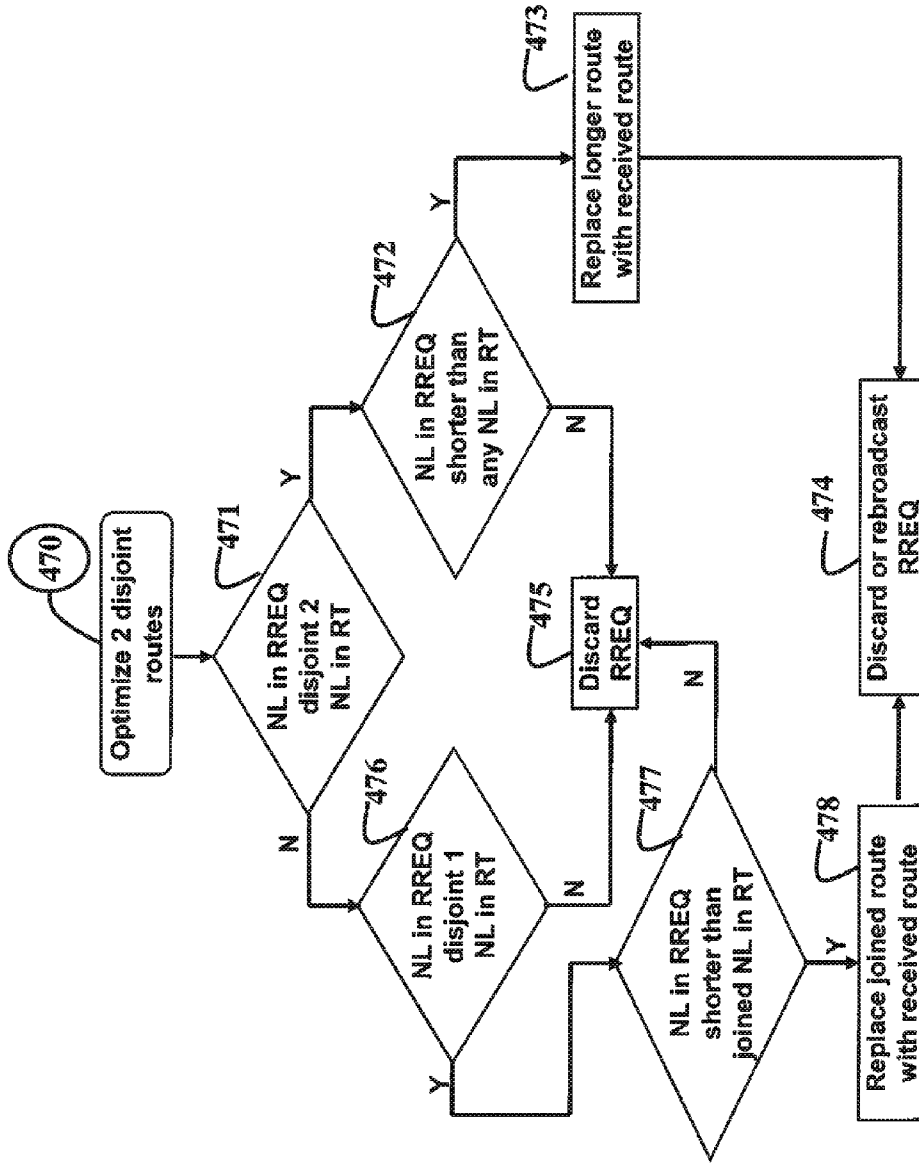 470
Optimize 2 disjoint
routes
471
NL in RREQ
disjoint 2
NL in RT
N
Y
476
NL in RREQ
disjoint 1
NL in RT
Y
N
472
NL in RREQ
shorter than
any NL in RT
N
Y
473
Replace longer route
with received route
475
Discard
RREQ
477
NL in RREQ
shorter than
joined NL in RT
N
Y
478
Replace joined route
with received route
474
Discard or rebroadcast
RREQ